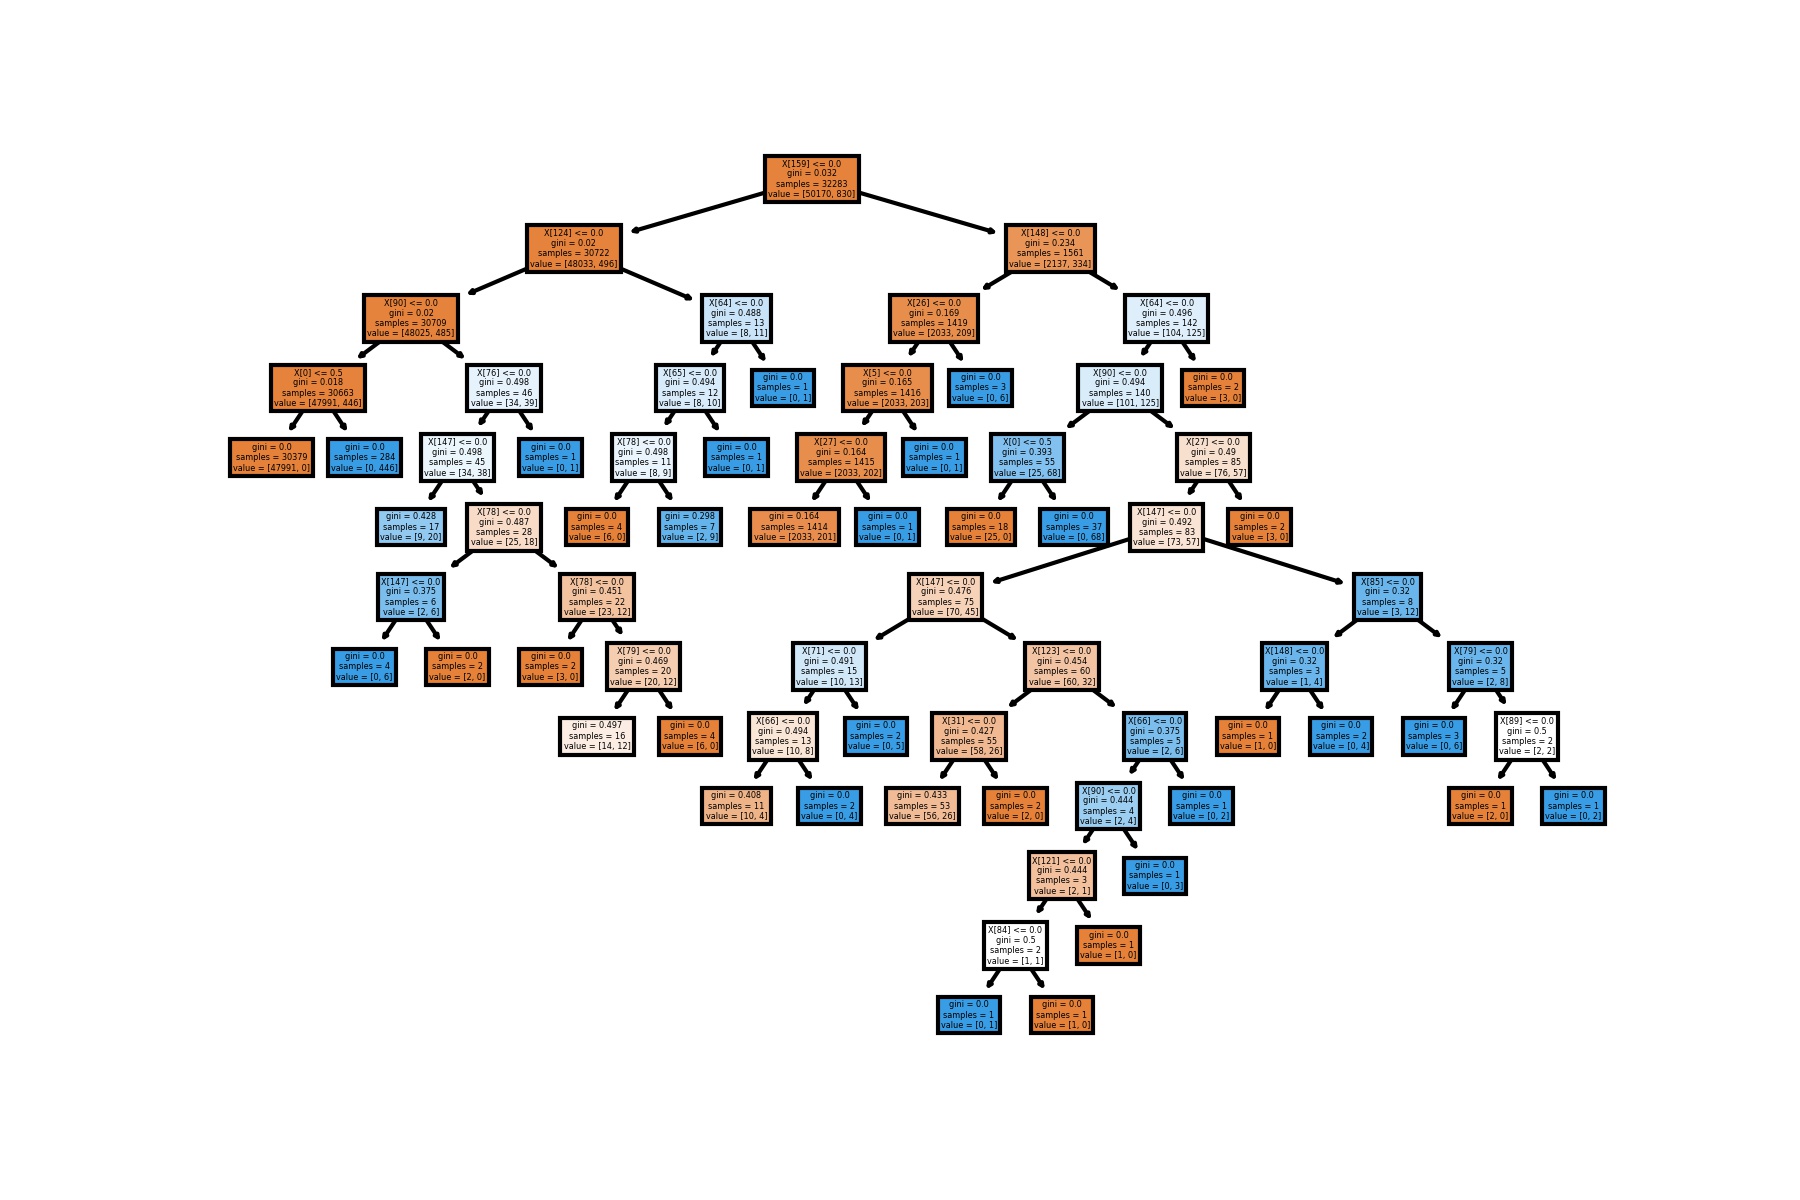 X[159] <= 0.0
gini = 0.032
samples = 32283
value = [50170, 830]
X[124] <= 0.0
gini = 0.02
samples = 30722
value = [48033, 496]
X[148] <= 0.0
gini = 0.234
samples = 1561
value = [2137, 334]
X[90] <= 0.0
gini = 0.02
samples = 30709
value = [48025, 485]
X[64] <= 0.0
gini = 0.488
samples = 13
value = [8, 11]
X[26] <= 0.0
gini = 0.169
samples = 1419
value = [2033, 209]
X[64] <= 0.0
gini = 0.496
samples = 142
value = [104, 125]
X[0] <= 0.5
gini = 0.018
samples = 30663
value = [47991, 446]
X[76] <= 0.0
gini = 0.498
samples = 46
value = [34, 39]
X[65] <= 0.0
gini = 0.494
samples = 12
value = [8, 10]
gini = 0.0
samples = 1
value = [0, 1]
X[5] <= 0.0
gini = 0.165
samples = 1416
value = [2033, 203]
gini = 0.0
samples = 3
value = [0, 6]
X[90] <= 0.0
gini = 0.494
samples = 140
value = [101, 125]
gini = 0.0
samples = 2
value = [3, 0]
gini = 0.0
samples = 30379
value = [47991, 0]
gini = 0.0
samples = 284
value = [0, 446]
X[147] <= 0.0
gini = 0.498
samples = 45
value = [34, 38]
gini = 0.0
samples = 1
value = [0, 1]
X[78] <= 0.0
gini = 0.498
samples = 11
value = [8, 9]
gini = 0.0
samples = 1
value = [0, 1]
X[27] <= 0.0
gini = 0.164
samples = 1415
value = [2033, 202]
gini = 0.0
samples = 1
value = [0, 1]
X[0] <= 0.5
gini = 0.393
samples = 55
value = [25, 68]
X[27] <= 0.0
gini = 0.49
samples = 85
value = [76, 57]
gini = 0.428
samples = 17
value = [9, 20]
X[78] <= 0.0
gini = 0.487
samples = 28
value = [25, 18]
gini = 0.0
samples = 4
value = [6, 0]
gini = 0.298
samples = 7
value = [2, 9]
gini = 0.164
samples = 1414
value = [2033, 201]
gini = 0.0
samples = 1
value = [0, 1]
gini = 0.0
samples = 18
value = [25, 0]
gini = 0.0
samples = 37
value = [0, 68]
X[147] <= 0.0
gini = 0.492
samples = 83
value = [73, 57]
gini = 0.0
samples = 2
value = [3, 0]
X[147] <= 0.0
gini = 0.375
samples = 6
value = [2, 6]
X[78] <= 0.0
gini = 0.451
samples = 22
value = [23, 12]
X[147] <= 0.0
gini = 0.476
samples = 75
value = [70, 45]
X[85] <= 0.0
gini = 0.32
samples = 8
value = [3, 12]
gini = 0.0
samples = 4
value = [0, 6]
gini = 0.0
samples = 2
value = [2, 0]
gini = 0.0
samples = 2
value = [3, 0]
X[79] <= 0.0
gini = 0.469
samples = 20
value = [20, 12]
X[71] <= 0.0
gini = 0.491
samples = 15
value = [10, 13]
X[123] <= 0.0
gini = 0.454
samples = 60
value = [60, 32]
X[148] <= 0.0
gini = 0.32
samples = 3
value = [1, 4]
X[79] <= 0.0
gini = 0.32
samples = 5
value = [2, 8]
gini = 0.497
samples = 16
value = [14, 12]
gini = 0.0
samples = 4
value = [6, 0]
X[66] <= 0.0
gini = 0.494
samples = 13
value = [10, 8]
gini = 0.0
samples = 2
value = [0, 5]
X[31] <= 0.0
gini = 0.427
samples = 55
value = [58, 26]
X[66] <= 0.0
gini = 0.375
samples = 5
value = [2, 6]
gini = 0.0
samples = 1
value = [1, 0]
gini = 0.0
samples = 2
value = [0, 4]
gini = 0.0
samples = 3
value = [0, 6]
X[89] <= 0.0
gini = 0.5
samples = 2
value = [2, 2]
gini = 0.408
samples = 11
value = [10, 4]
gini = 0.0
samples = 2
value = [0, 4]
gini = 0.433
samples = 53
value = [56, 26]
gini = 0.0
samples = 2
value = [2, 0]
X[90] <= 0.0
gini = 0.444
samples = 4
value = [2, 4]
gini = 0.0
samples = 1
value = [0, 2]
gini = 0.0
samples = 1
value = [2, 0]
gini = 0.0
samples = 1
value = [0, 2]
X[121] <= 0.0
gini = 0.444
samples = 3
value = [2, 1]
gini = 0.0
samples = 1
value = [0, 3]
X[84] <= 0.0
gini = 0.5
samples = 2
value = [1, 1]
gini = 0.0
samples = 1
value = [1, 0]
gini = 0.0
samples = 1
value = [0, 1]
gini = 0.0
samples = 1
value = [1, 0]